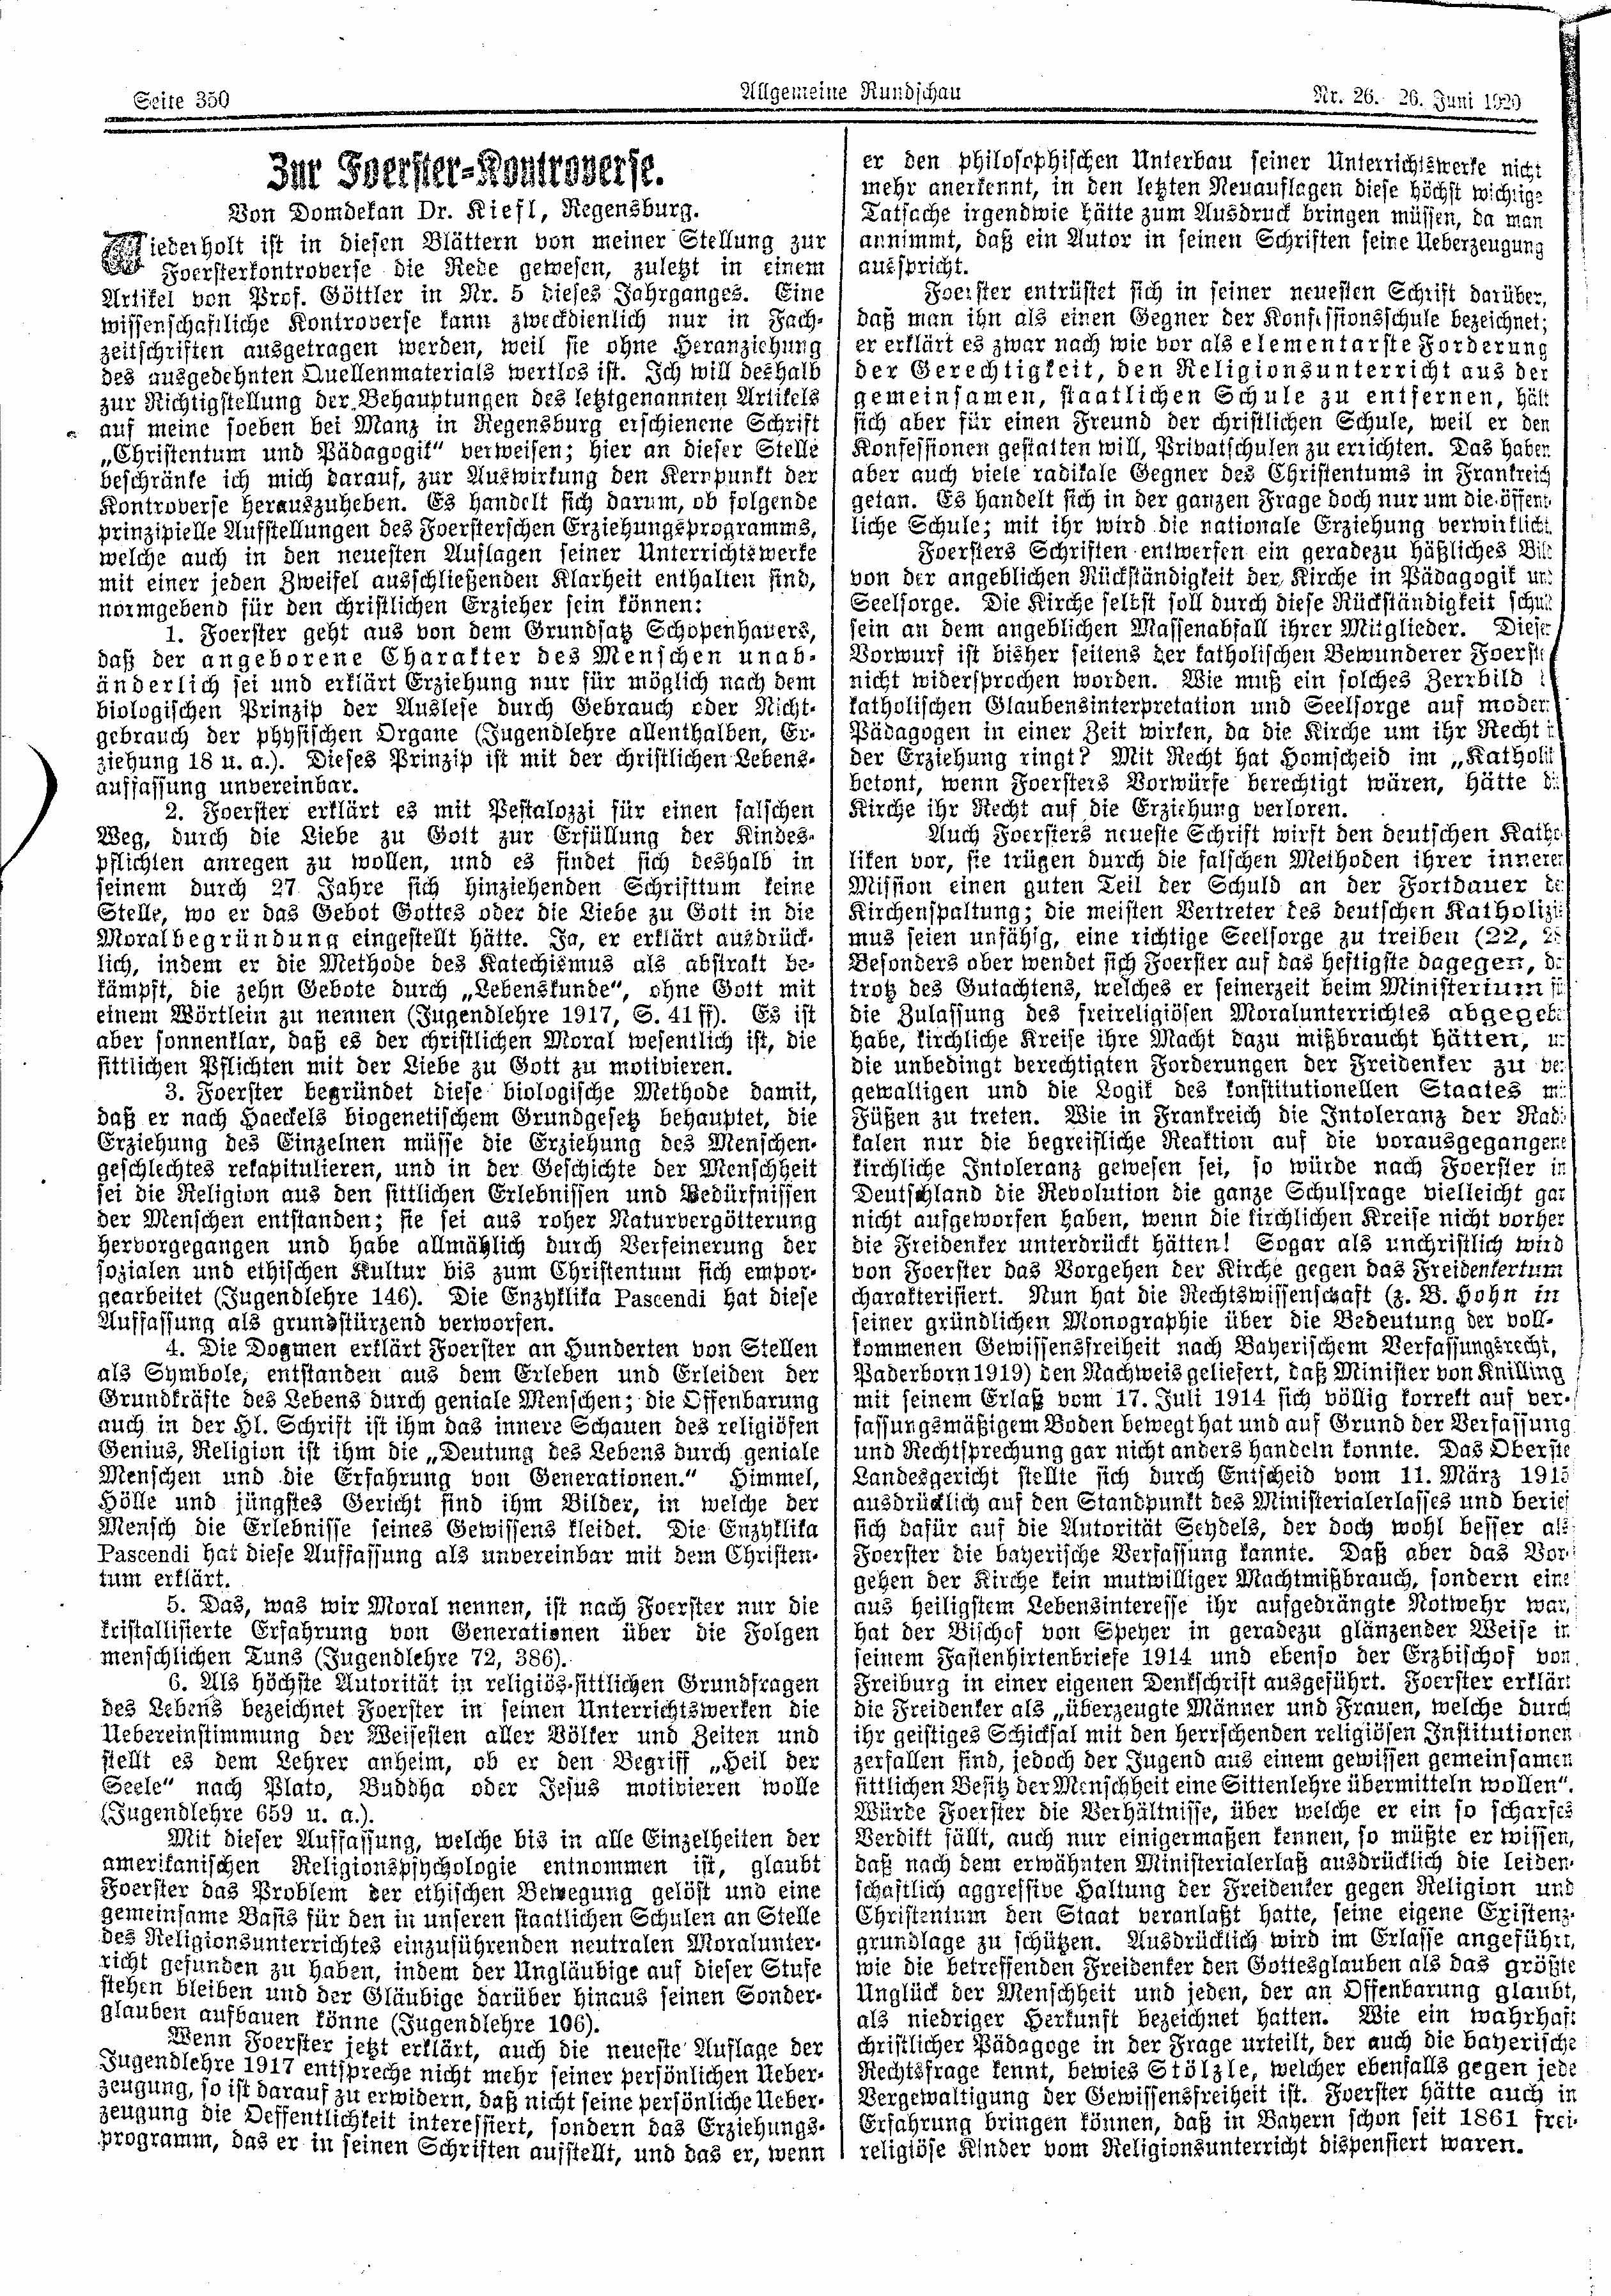 Seite 350
Allgemeine Rundschau
Nr. 26. 26. Juni 1920
Zur Foerster-Kontroverse.
Von Domdekan Dr. Kiefl, Regensburg.
Wiederholt ist in diesen Blättern von meiner Stellung zur
Foersterkontroverse die Rede gewesen, zuletzt in einem
Artikel von Prof. Göttler in Nr. 5 dieses Jahrganges. Eine
wissenschaftliche Kontroverse kann zweckdienlich nur in Fach-
zeitschriften ausgetragen werden, weil sie ohne Heranziehung
des ausgedehnten Quellenmaterials wertlos ist. Ich will deshalb
zur Richtigstellung der Behauptungen des letztgenannten Artikels
auf meine soeben bei Manz in Regensburg erschienene Schrift
„Christentum und Pädagogik“ verweisen; hier an dieser Stelle
beschränke ich mich darauf, zur Auswirkung den Kernpunkt der
Kontroverse herauszuheben. Es handelt sich darum, ob folgende
prinzipielle Aufstellungen des Foersterschen Erziehungsprogramms,
welche auch in den neuesten Auflagen seiner Unterrichtswerke
mit einer jeden Zweifel ausschließenden Klarheit enthalten sind,
normgebend für den christlichen Erzieher sein können:
1. Foerster geht aus von dem Grundsatz Schopenhauers,
daß der angeborene Charakter des Menschen unab-
änderlich sei und erklärt Erziehung nur für möglich nach dem
biologischen Prinzip der Auslese durch Gebrauch oder Nicht-
gebrauch der physischen Organe (Jugendlehre allenthalben, Er-
ziehung 18 u. a.). Dieses Prinzip ist mit der christlichen Lebens-
auffassung unvereinbar.
2. Foerster erklärt es mit Pestalozzi für einen falschen
Weg, durch die Liebe zu Gott zur Erfüllung der Kindes-
pflichten anregen zu wollen, und es findet sich deshalb in
seinem durch 27 Jahre sich hinziehenden Schrifttum keine
Stelle, wo er das Gebot Gottes oder die Liebe zu Gott in die
Moralbegründung eingestellt hätte. Ja, er erklärt ausdrück-
lich, indem er die Methode des Katechismus als abstrakt be-
kämpft, die zehn Gebote durch „Lebenskunde“, ohne Gott mit
einem Wörtlein zu nennen (Jugendlehre 1917, S. 41 ff). Es ist
aber sonnenklar, daß es der christlichen Moral wesentlich ist, die
sittlichen Pflichten mit der Liebe zu Gott zu motivieren.
3. Foerster begründet diese biologische Methode damit,
daß er nach Haeckels biogenetischem Grundgesetz behauptet, die
Erziehung des Einzelnen müsse die Erziehung des Menschen-
geschlechtes rekapitulieren, und in der Geschichte der Menschheit
sei die Religion aus den sittlichen Erlebnissen und Bedürfnissen
der Menschen entstanden; sie sei aus roher Naturvergötterung
hervorgegangen und habe allmählich durch Verfeinerung der
sozialen und ethischen Kultur bis zum Christentum sich empor-
gearbeitet (Jugendlehre 146). Die Enzyklika Pascendi hat diese
Auffassung als grundstürzend verworfen.
4. Die Dogmen erklärt Foerster an Hunderten von Stellen
als Symbole, entstanden aus dem Erleben und Erleiden der
Grundkräfte des Lebens durch geniale Menschen; die Offenbarung
auch in der Hl. Schrift ist ihm das innere Schauen des religiösen
Genius, Religion ist ihm die „Deutung des Lebens durch geniale
Menschen und die Erfahrung von Generationen.“ Himmel,
Hölle und jüngstes Gericht sind ihm Bilder, in welche der
Mensch die Erlebnisse seines Gewissens kleidet. Die Enzyklika
Pascendi hat diese Auffassung als unvereinbar mit dem Christen-
tum erklärt.
5. Das, was wir Moral nennen, ist nach Foerster nur die
kristallisierte Erfahrung von Generationen über die Folgen
menschlichen Tuns (Jugendlehre 72, 386).
6. Als höchste Autorität in religiös-sittlichen Grundfragen
des Lebens bezeichnet Foerster in seinen Unterrichtswerken die
Uebereinstimmung der Weisesten aller Völker und Zeiten und
stellt es dem Lehrer anheim, ob er den Begriff „Heil der
Seele“ nach Plato, Buddha oder Jesus motivieren wolle
(Jugendlehre 659 u. a.).
Mit dieser Auffassung, welche bis in alle Einzelheiten der
amerikanischen Religionspsychologie entnommen ist, glaubt
Foerster das Problem der ethischen Bewegung gelöst und eine
gemeinsame Basis für den in unseren staatlichen Schulen an Stelle
des Religionsunterrichtes einzuführenden neutralen Moralunter-
richt gefunden zu haben, indem der Ungläubige auf dieser Stufe
stehen bleiben und der Gläubige darüber hinaus seinen Sonder-
glauben aufbauen könne (Jugendlehre 106).
Wenn Foerster jetzt erklärt, auch die neueste Auflage der
Jugendlehre 1917 entspreche nicht mehr seiner persönlichen Ueber-
zeugung, so ist darauf zu erwidern, daß nicht seine persönliche Ueber-
zeugung die Oeffentlichkeit interessiert, sondern das Erziehungs-
programm, das er in seinen Schriften aufstellt, und das er, wenn
er den philosophischen Unterbau seiner Unterrichtswerke nicht
mehr anerkennt, in den letzten Neuauflagen diese höchst wichtige
Tatsache irgendwie hätte zum Ausdruck bringen müssen, da man
annimmt, daß ein Autor in seinen Schriften seine Ueberzeugung
ausspricht.
Foerster entrüstet sich in seiner neuesten Schrift darüber,
daß man ihn als einen Gegner der Konfessionsschule bezeichnet;
er erklärt es zwar nach wie vor als elementarste Forderung
der Gerechtigkeit, den Religionsunterricht aus der
gemeinsamen, staatlichen Schule zu entfernen, hält
sich aber für einen Freund der christlichen Schule, weil er den
Konfessionen gestatten will, Privatschulen zu errichten. Das haben
aber auch viele radikale Gegner des Christentums in Frankreich
getan. Es handelt sich in der ganzen Frage doch nur um die öffent-
liche Schule; mit ihr wird die nationale Erziehung verwirklicht.
Foersters Schriften entwerfen ein geradezu häßliches Bild
von der angeblichen Rückständigkeit der Kirche in Pädagogik und
Seelsorge. Die Kirche selbst soll durch diese Rückständigkeit schuld
sein an dem angeblichen Massenabfall ihrer Mitglieder. Dieser
Vorwurf ist bisher seitens der katholischen Bewunderer Foerst
nicht widersprochen worden. Wie muß ein solches Zerrbild
katholischen Glaubensinterpretation und Seelsorge auf modern
Pädagogen in einer Zeit wirken, da die Kirche um ihr Recht
der Erziehung ringt? Mit Recht hat Homscheid im „Katholik
betont, wenn Foersters Vorwürfe berechtigt wären, hätte di
Kirche ihr Recht auf die Erziehung verloren.
Auch Foersters neueste Schrift wirft den deutschen Katho
liken vor, sie trügen durch die falschen Methoden ihrer inneren
Mission einen guten Teil der Schuld an der Fortdauer de
Kirchenspaltung; die meisten Vertreter des deutschen Katholizis
mus seien unfähig, eine richtige Seelsorge zu treiben (22,
Besonders aber wendet sich Foerster auf das heftigste dagegen, d
trotz des Gutachtens, welches er seinerzeit beim Ministerium fü
die Zulassung des freireligiösen Moralunterrichtes abgegebe
habe, kirchliche Kreise ihre Macht dazu mißbraucht hätten, u
die unbedingt berechtigten Forderungen der Freidenker zu ver
gewaltigen und die Logik des konstitutionellen Staates mi
Füßen zu treten. Wie in Frankreich die Intoleranz der Radi
kalen nur die begreifliche Reaktion auf die vorausgegangene
kirchliche Intoleranz gewesen sei, so würde nach Foerster in
Deutschland die Revolution die ganze Schulfrage vielleicht gar
nicht aufgeworfen haben, wenn die kirchlichen Kreise nicht vorher
die Freidenker unterdrückt hätten! Sogar als unchristlich wird
von Foerster das Vorgehen der Kirche gegen das Freidenkertum
charakterisiert. Nun hat die Rechtswissenschaft (z. B. Hohn in
seiner gründlichen Monographie über die Bedeutung der voll-
kommenen Gewissensfreiheit nach Bayerischem Verfassungsrecht,
Paderborn 1919) den Nachweis geliefert, daß Minister von Knilling
mit seinem Erlaß vom 17. Juli 1914 sich völlig korrekt auf ver-
fassungsmäßigem Boden bewegt hat und auf Grund der Verfassung
und Rechtsprechung gar nicht anders handeln konnte. Das Oberste
Landesgericht stellte sich durch Entscheid vom 11. März 1915
ausdrücklich auf den Standpunkt des Ministerialerlasses und berief
sich dafür auf die Autorität Seydels, der doch wohl besser als
Foerster die bayerische Verfassung kannte. Daß aber das Vor-
gehen der Kirche kein mutwilliger Machtmißbrauch, sondern eine
aus heiligstem Lebensinteresse ihr aufgedrängte Notwehr war,
hat der Bischof von Speyer in geradezu glänzender Weise in
seinem Fastenhirtenbriefe 1914 und ebenso der Erzbischof von
Freiburg in einer eigenen Denkschrift ausgeführt. Foerster erklärt
die Freidenker als „überzeugte Männer und Frauen, welche durch
ihr geistiges Schicksal mit den herrschenden religiösen Institutionen
zerfallen sind, jedoch der Jugend aus einem gewissen gemeinsamen
sittlichen Besitz der Menschheit eine Sittenlehre übermitteln wollen“.
Würde Foerster die Verhältnisse, über welche er ein so scharfes
Verdikt fällt, auch nur einigermaßen kennen, so müßte er wissen,
daß nach dem erwähnten Ministerialerlaß ausdrücklich die leiden-
schaftlich aggressive Haltung der Freidenker gegen Religion und
Christentum den Staat veranlaßt hatte, seine eigene Existenz-
grundlage zu schützen. Ausdrücklich wird im Erlasse angeführt,
wie die betreffenden Freidenker den Gottesglauben als das größte
Unglück der Menschheit und jeden, der an Offenbarung glaubt,
als niedriger Herkunft bezeichnet hatten. Wie ein wahrhaft
christlicher Pädagoge in der Frage urteilt, der auch die bayerische
Rechtsfrage kennt, bewies Stölzle, welcher ebenfalls gegen jede
Vergewaltigung der Gewissensfreiheit ist. Foerster hätte auch in
Erfahrung bringen können, daß in Bayern schon seit 1861 frei-
religiöse Kinder vom Religionsunterricht dispensiert waren.